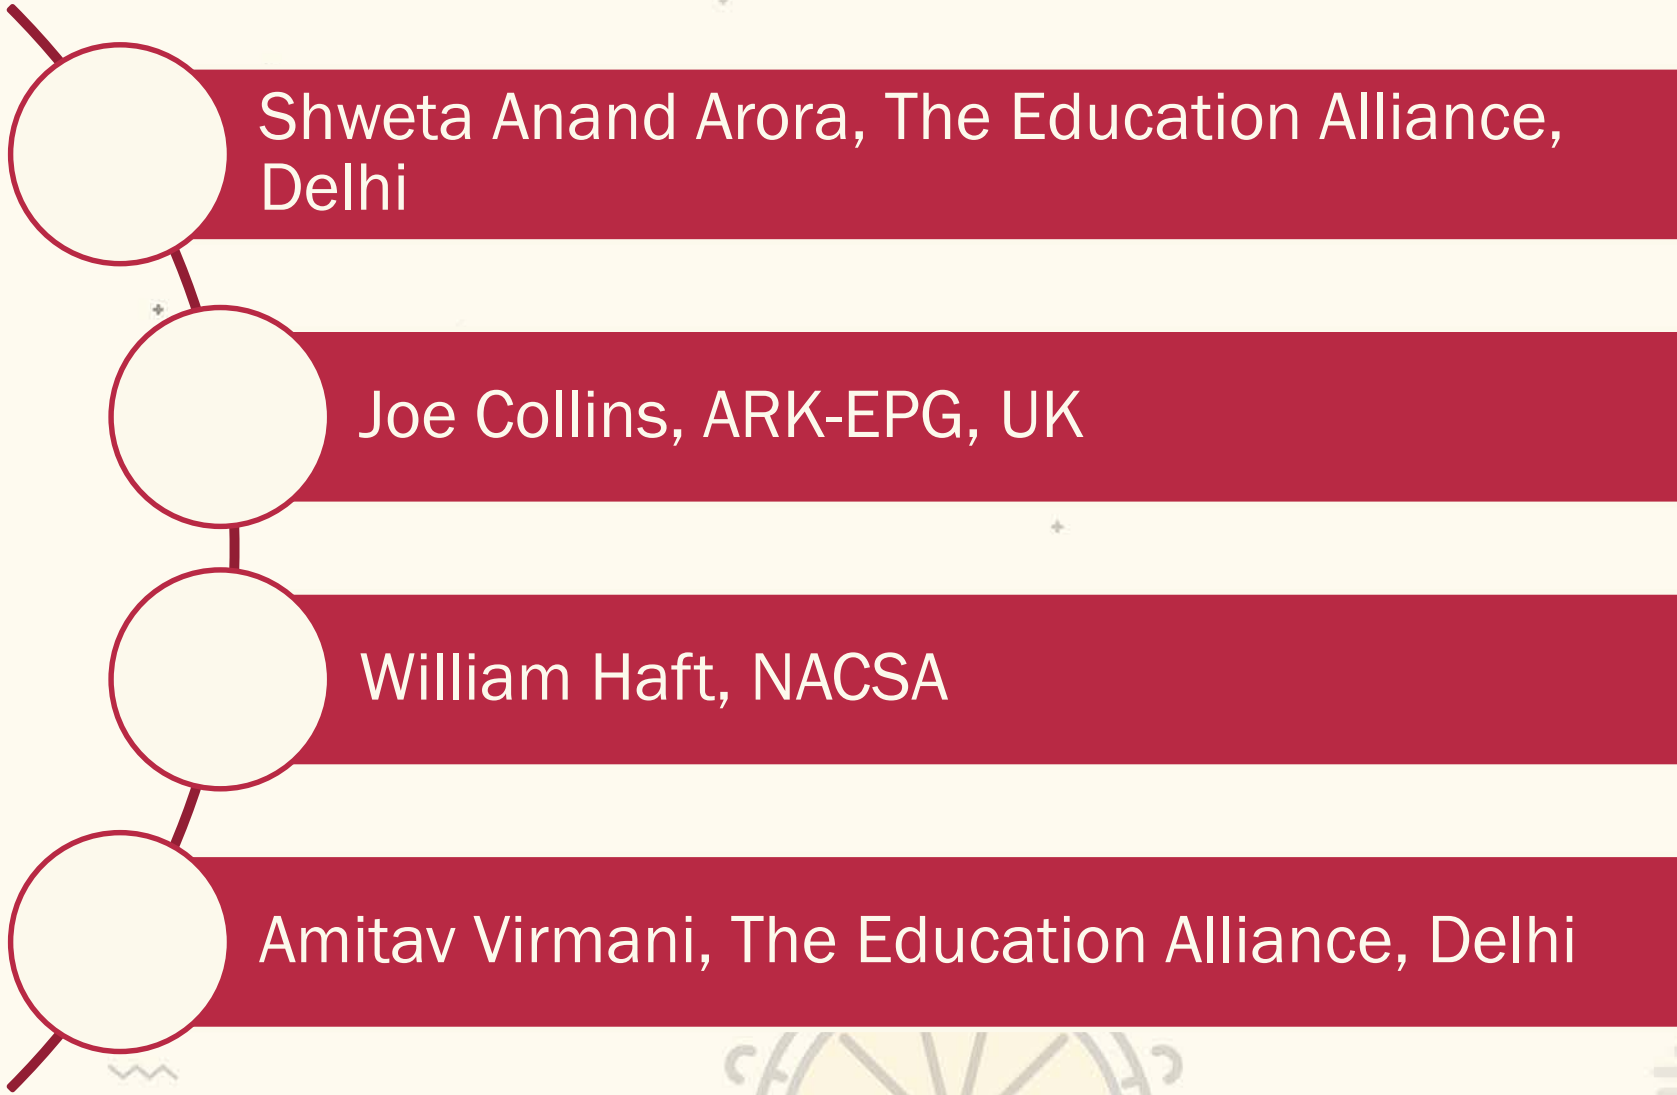 Shweta Anand Arora, The Education Alliance,
Delhi
Joe Collins, ARK-EPG, UK
William Haft, NACSA
Amitav Virmani, The Education Alliance, Delhi